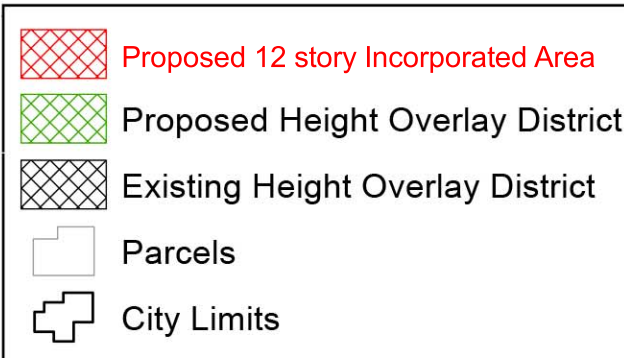 Proposed 12 story Incorporated Area
Proposed Height Overlay District
Existing Height Overlay District
Parcels
City Limits